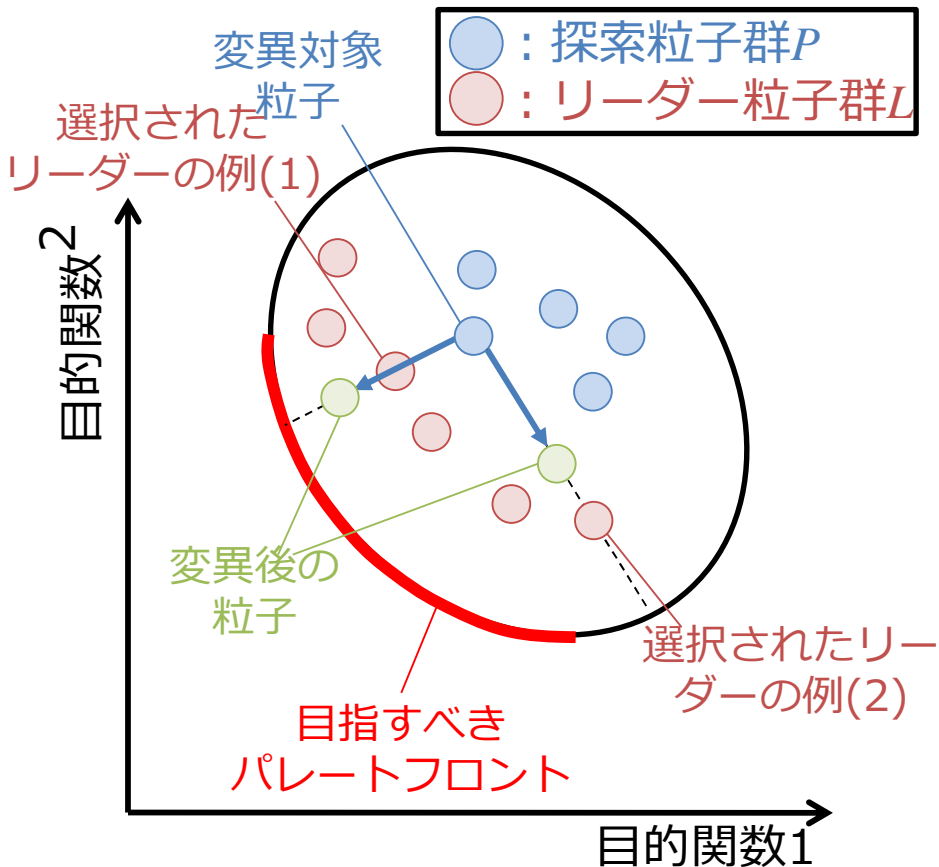 ：探索粒子群P
：リーダー粒子群L
変異対象
粒子
選択された
リーダーの例(1)
目的関数2
変異後の
粒子
選択されたリー
ダーの例(2)
目指すべき
パレートフロント
目的関数1